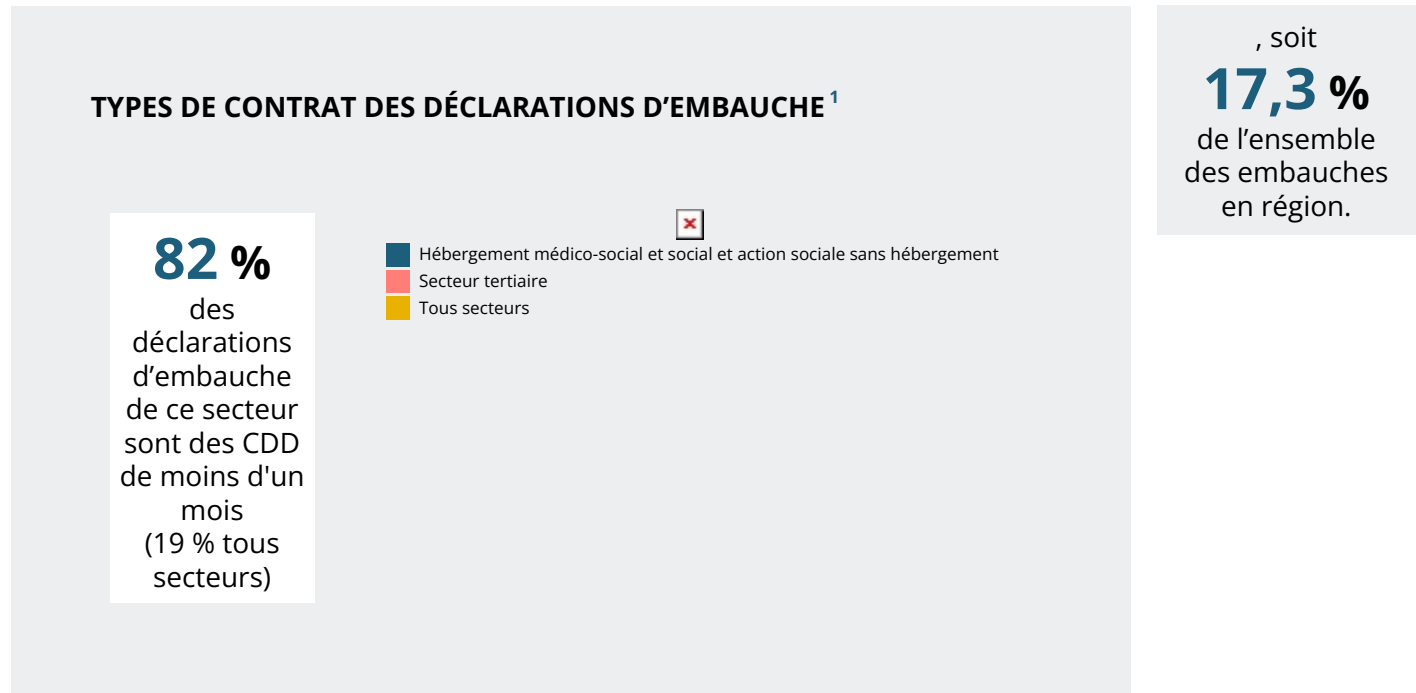 TYPES DE CONTRAT DES DÉCLARATIONS D’EMBAUCHE 1
82 %
des
déclarations
d’embauche
de ce secteur
sont des CDD
de moins d'un
mois
(19 % tous
secteurs)
Hébergement médico-social et social et action sociale sans hébergement
Secteur tertiaire
Tous secteurs
, soit
17,3 %
de l’ensemble
des embauches
en région.